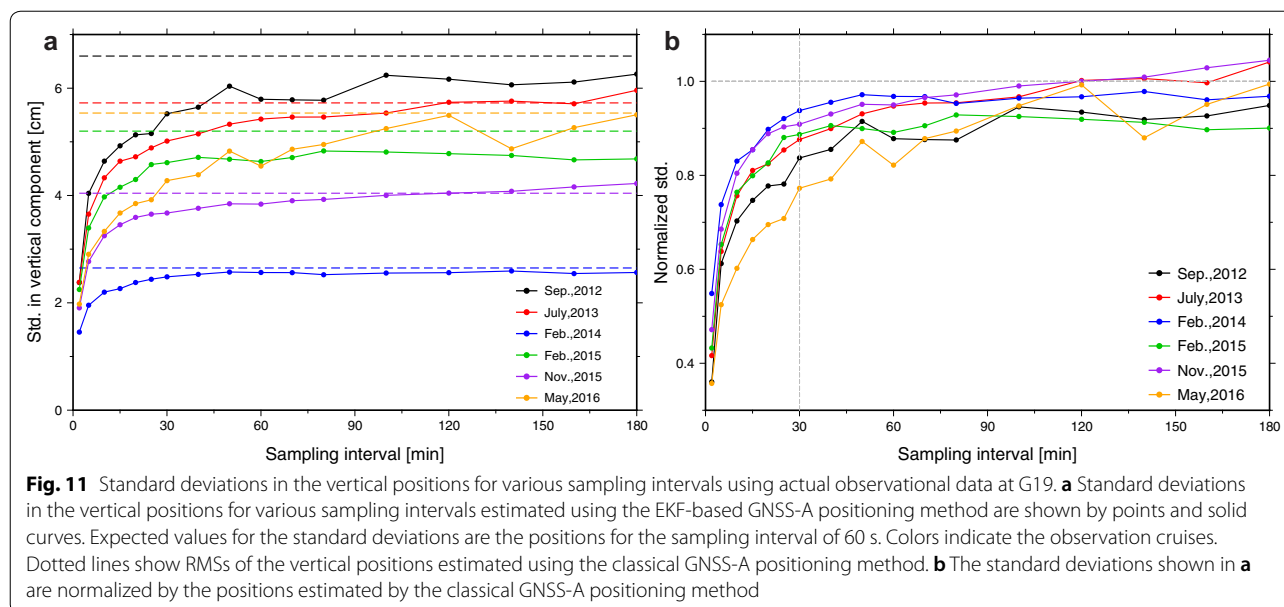 a
Std. in vertical component [cm]
6
4
2
0
0 30 60 90 120 150 180
Sampling interval [min]
Sep.,2012
July,2013
Feb.,2014
Feb.,2015
Nov.,2015
May,2016
b
Normalized std.
1.0
0.8
0.6
0.4
0 30 60 90 120 150 180
Sampling interval [min]
Sep.,2012
July,2013
Feb.,2014
Feb.,2015
Nov.,2015
May,2016
Fig. 11 Standard deviations in the vertical positions for various sampling intervals using actual observational data at G19. a Standard deviations
in the vertical positions for various sampling intervals estimated using the EKF-based GNSS-A positioning method are shown by points and solid
curves. Expected values for the standard deviations are the positions for the sampling interval of 60 s. Colors indicate the observation cruises.
Dotted lines show RMSs of the vertical positions estimated using the classical GNSS-A positioning method. b The standard deviations shown in a
are normalized by the positions estimated by the classical GNSS-A positioning method